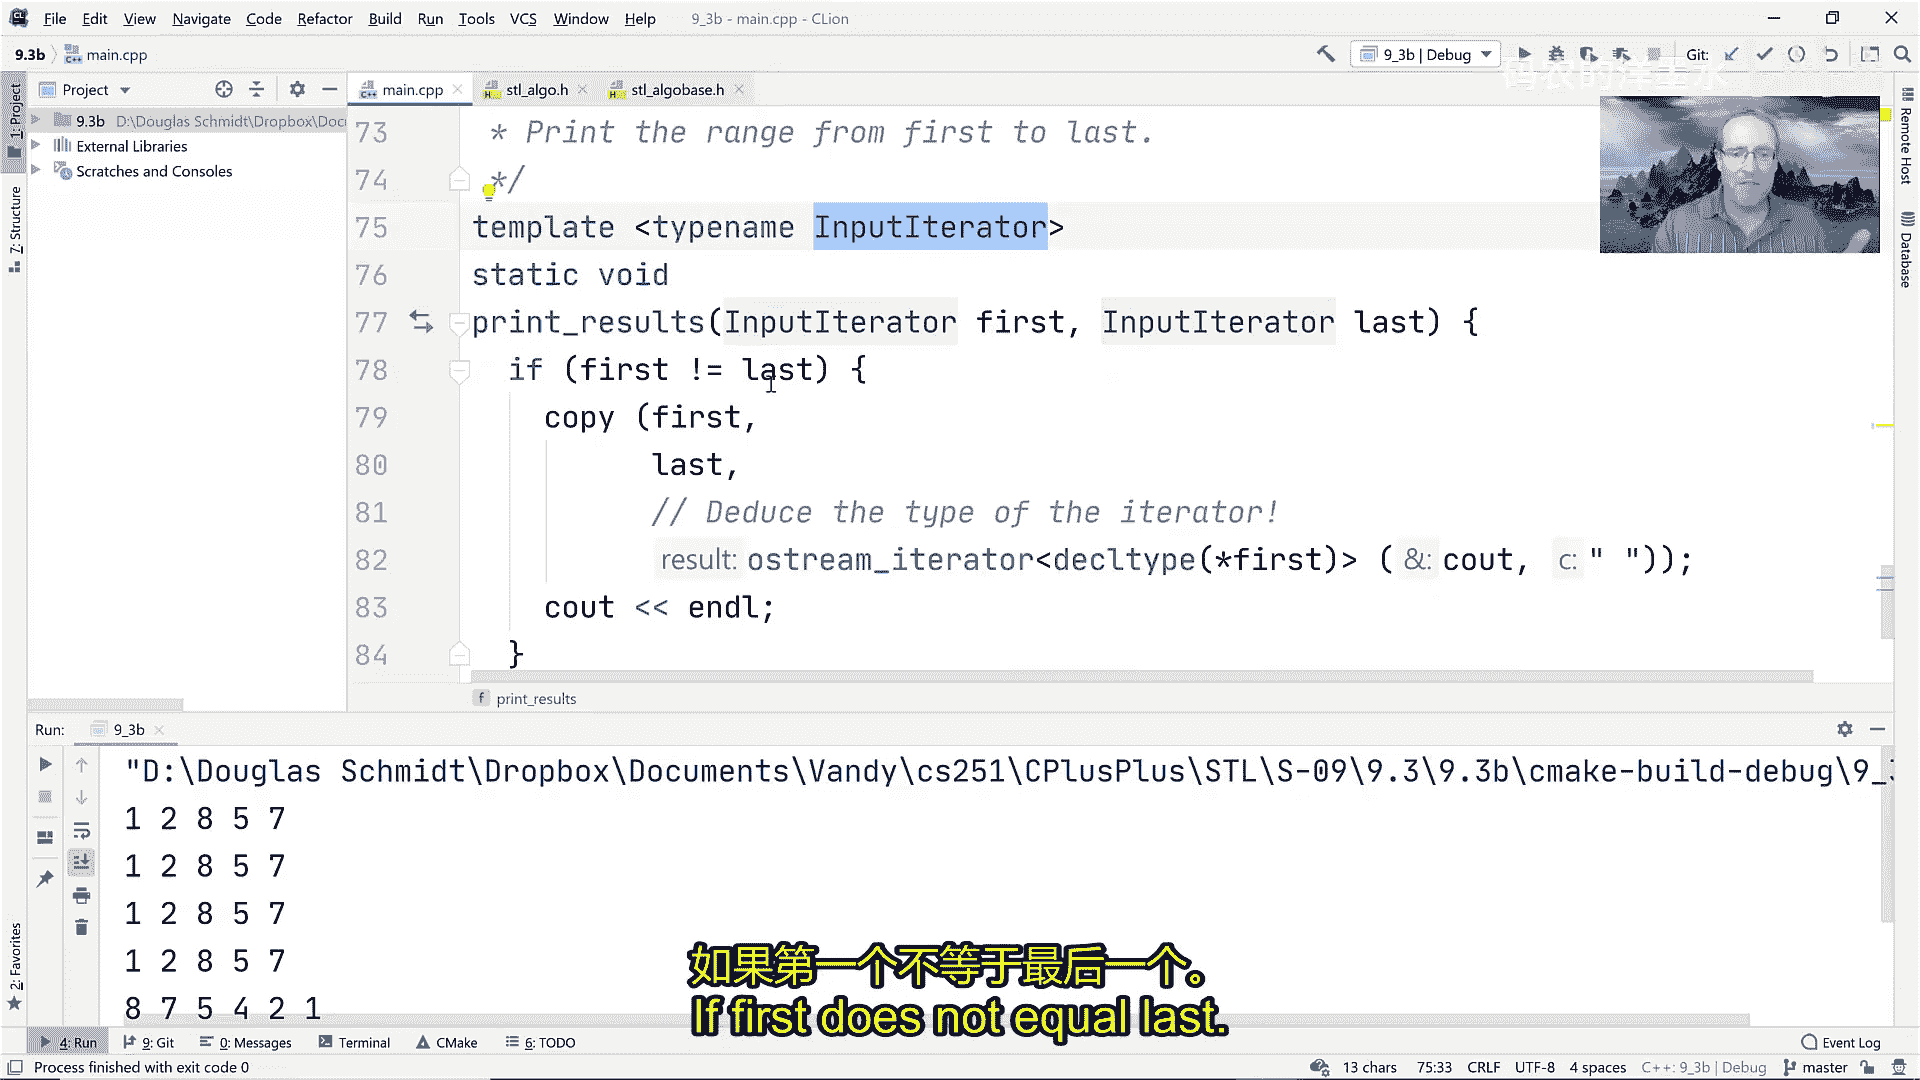 File Edit View Navigate Code Refactor Build Run Tools VCS Window Help 9_3b - main.cpp - CLion
9.3b main.cpp 9_3b | Debug Git:
码农的洋墨水
1: Project
Project
main.cpp
stl_algo.h
stl_algobase.h
9.3b D:\Douglas Schmidt\Dropbox\Docu
External Libraries
Scratches and Consoles
7: Structure
Remote Host
Database
73 * Print the range from first to last.
74 */
75 template <typename InputIterator>
76 static void
77 print_results(InputIterator first, InputIterator last) {
78 if (first != last) {
79 copy (first,
80 last,
81 // Deduce the type of the iterator!
82 result: ostream_iterator<decltype(*first)> ( &: cout, c: " "));
83 cout << endl;
84 }
f print_results
Run: 9_3b
"D:\Douglas Schmidt\Dropbox\Documents\Vandy\cs251\CPlusPlus\STL\S-09\9.3\9.3b\cmake-build-debug\9_3
1 2 8 5 7
1 2 8 5 7
1 2 8 5 7
1 2 8 5 7
8 7 5 4 2 1
2: Favorites
如果第一个不等于最后一个。
If first does not equal last.
4: Run 9: Git 0: Messages Terminal CMake 6: TODO Event Log
Process finished with exit code 0 13 chars 75:33 CRLF UTF-8 4 spaces C++: 9_3b | Debug master